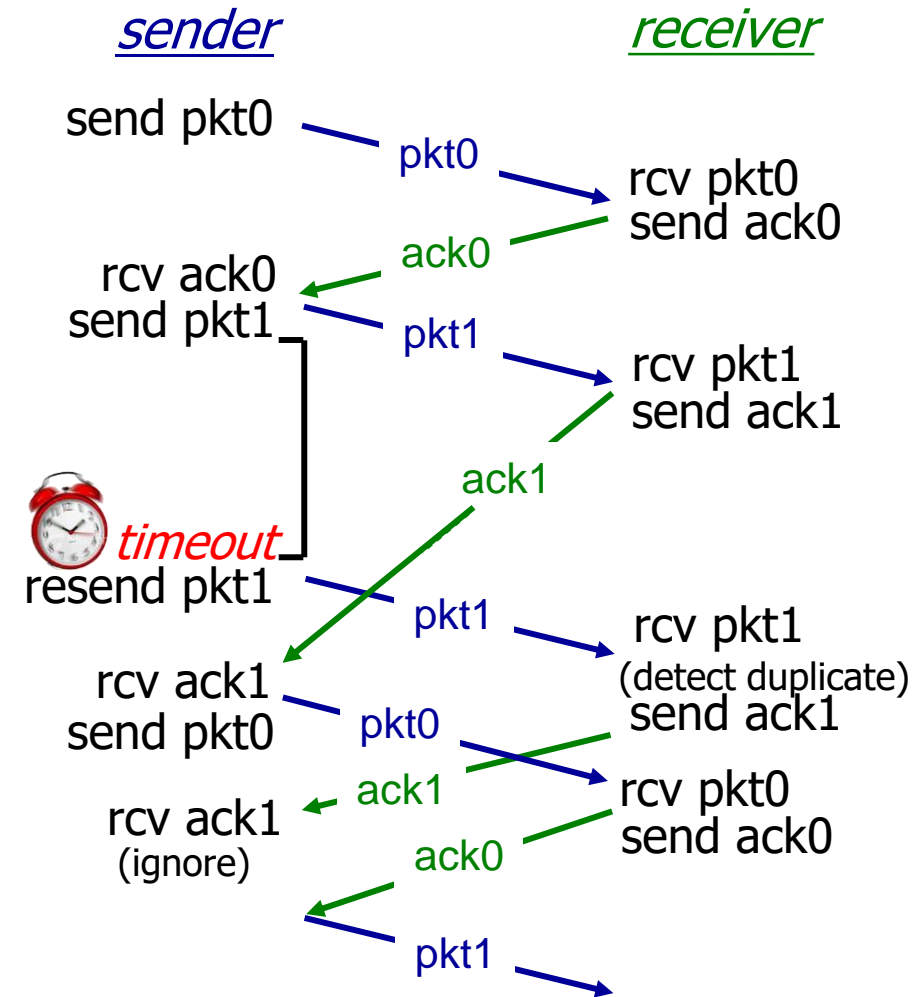 sender
receiver
send pkt0
pkt0
rcv pkt0
send ack0
ack0
rcv ack0
send pkt1
pkt1
rcv pkt1
send ack1
ack1
timeout
resend pkt1
pkt1
rcv pkt1
(detect duplicate)
send ack1
rcv ack1
send pkt0
pkt0
ack1
rcv pkt0
send ack0
rcv ack1
(ignore)
ack0
pkt1